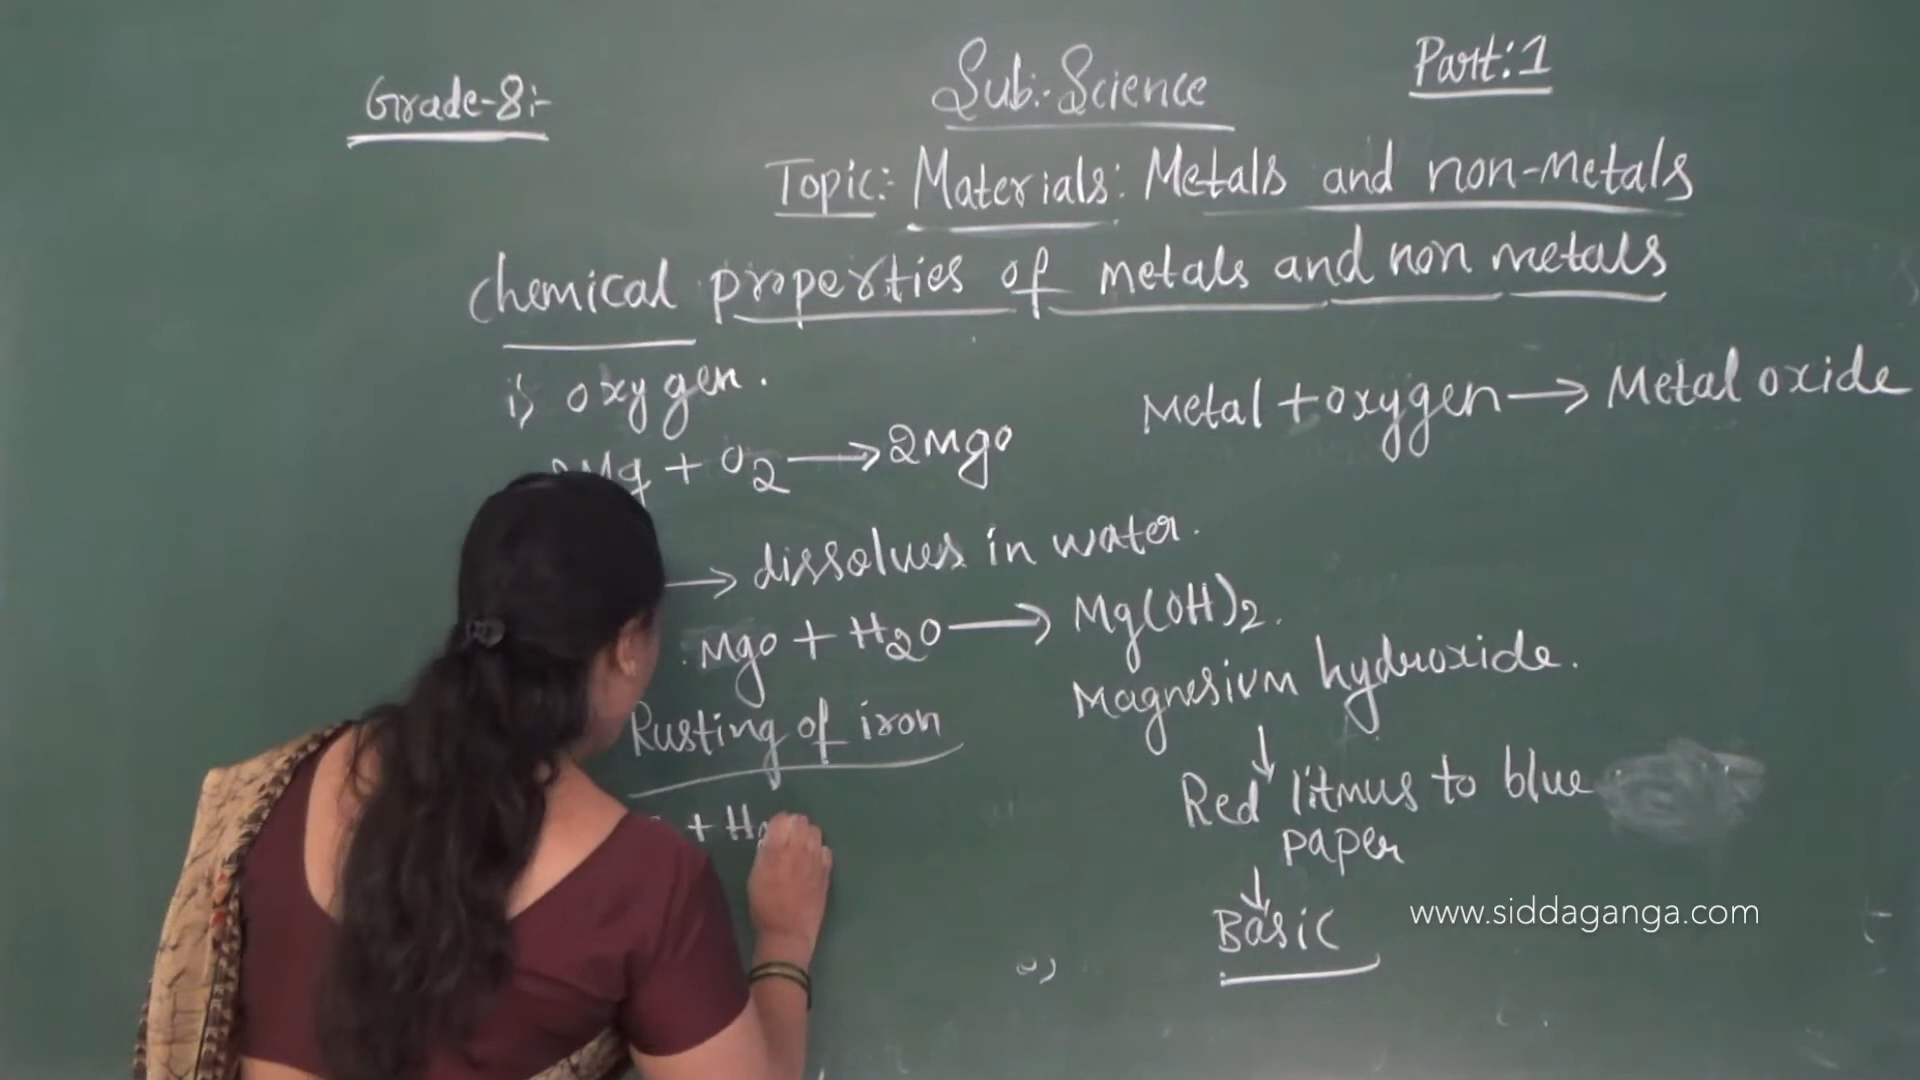 Grade-8:-
Sub:-Science
Part:1
Topic:- Materials: Metals and non-metals
chemical properties of metals and non metals
i) oxygen.
Metal + oxygen → Metal oxide
Mg + O2 → 2Mgo
→ dissolves in water.
Mgo + H2O → Mg(OH)2.
Magnesium hydroxide.
Rusting of iron
↓
Red litmus to blue
paper
+ H2
↓
Basic
www.siddaganga.com